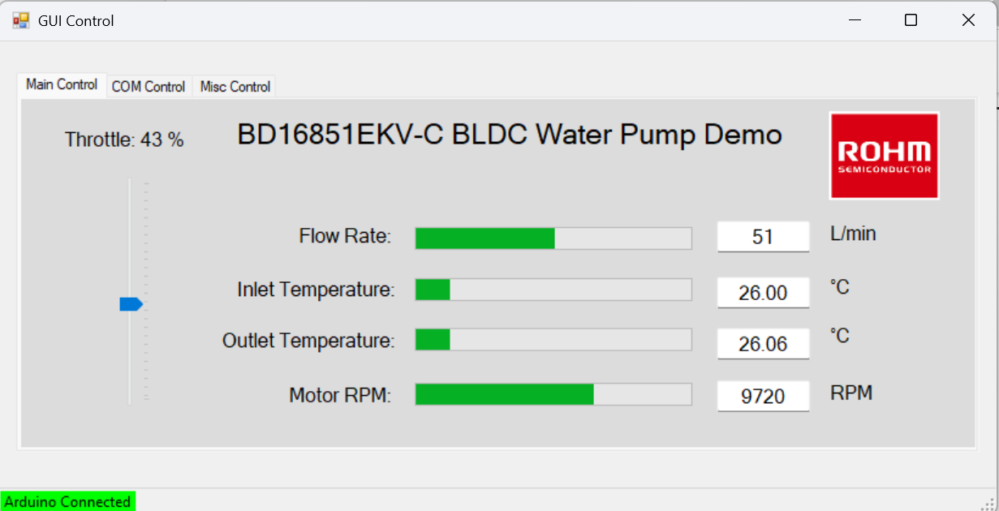 GUI Control
Main Control COM Control Misc Control
Throttle: 43 % BD16851EKV-C BLDC Water Pump Demo
ROHM
SEMICONDUCTOR
Flow Rate: 51 L/min
Inlet Temperature: 26.00 °C
Outlet Temperature: 26.06 °C
Motor RPM: 9720 RPM
Arduino Connected